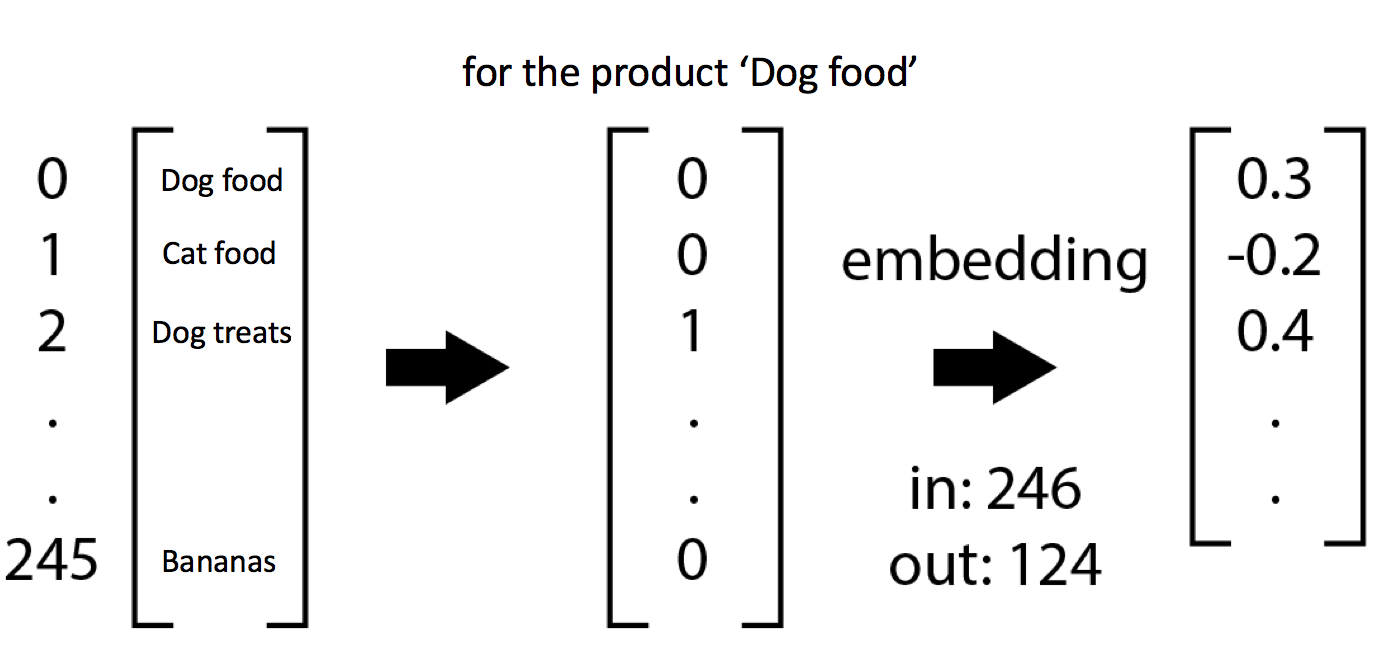 for the product ‘Dog food’
0 Dog food 0 0.3
1 Cat food 0 embedding -0.2
2 Dog treats 1 0.4
. . .
. . in: 246 .
245 Bananas 0 out: 124